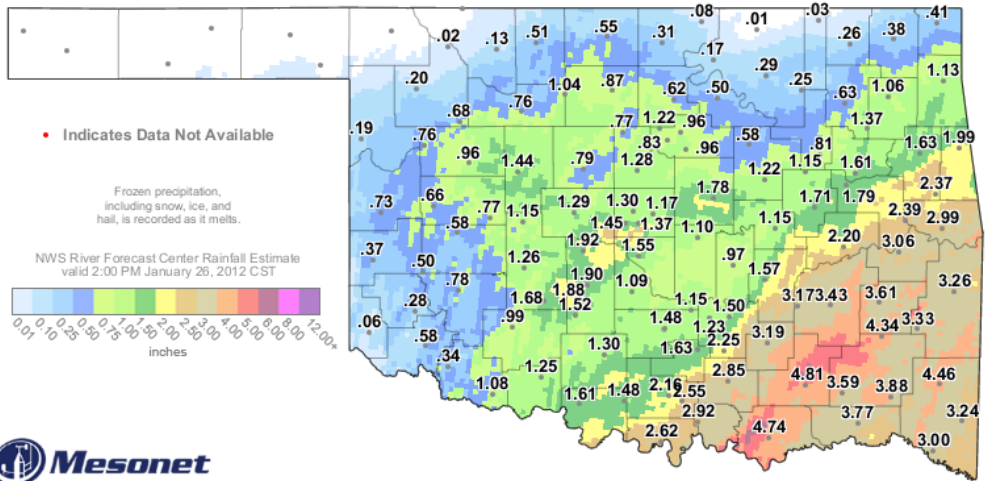 .08 .01 .03 .41
.02 .13 .51 .55 .31 .17 .26 .38
.20 .29 .25 1.13
1.04 .87 .62 .50 .63 1.06
.68 .76
.19 .76 .77 1.22 .96 1.37
.83 .96 .58 .81 1.63 1.99
.96 1.44 .79 1.28 1.22 1.15 1.61
2.37
.73 .66 .77 1.15 1.29 1.30 1.17 1.78 1.71 1.79
.58 1.45 1.37 1.10 1.15 2.39 2.99
1.92 1.55 2.20 3.06
.37 .50 1.26 .97
1.90 1.09 1.57
.78 1.88 3.26
.28 1.68 1.52 1.15 1.50 3.17 3.43 3.61
.06 .99 1.48 1.23 3.19 4.34 3.33
.58 .34 1.30 1.63 2.25
1.25 2.85 4.81 4.46
1.08 1.61 1.48 2.16 2.55 3.59 3.88
2.92 3.77 3.24
2.62 4.74 3.00
Indicates Data Not Available
Frozen precipitation,
including snow, ice, and
hail, is recorded as it melts.
NWS River Forecast Center Rainfall Estimate
valid 2:00 PM January 26, 2012 CST
0.01 0.10 0.25 0.50 0.75 1.00 1.50 2.00 2.50 3.00 4.00 5.00 6.00 8.00 12.00+
inches
Mesonet